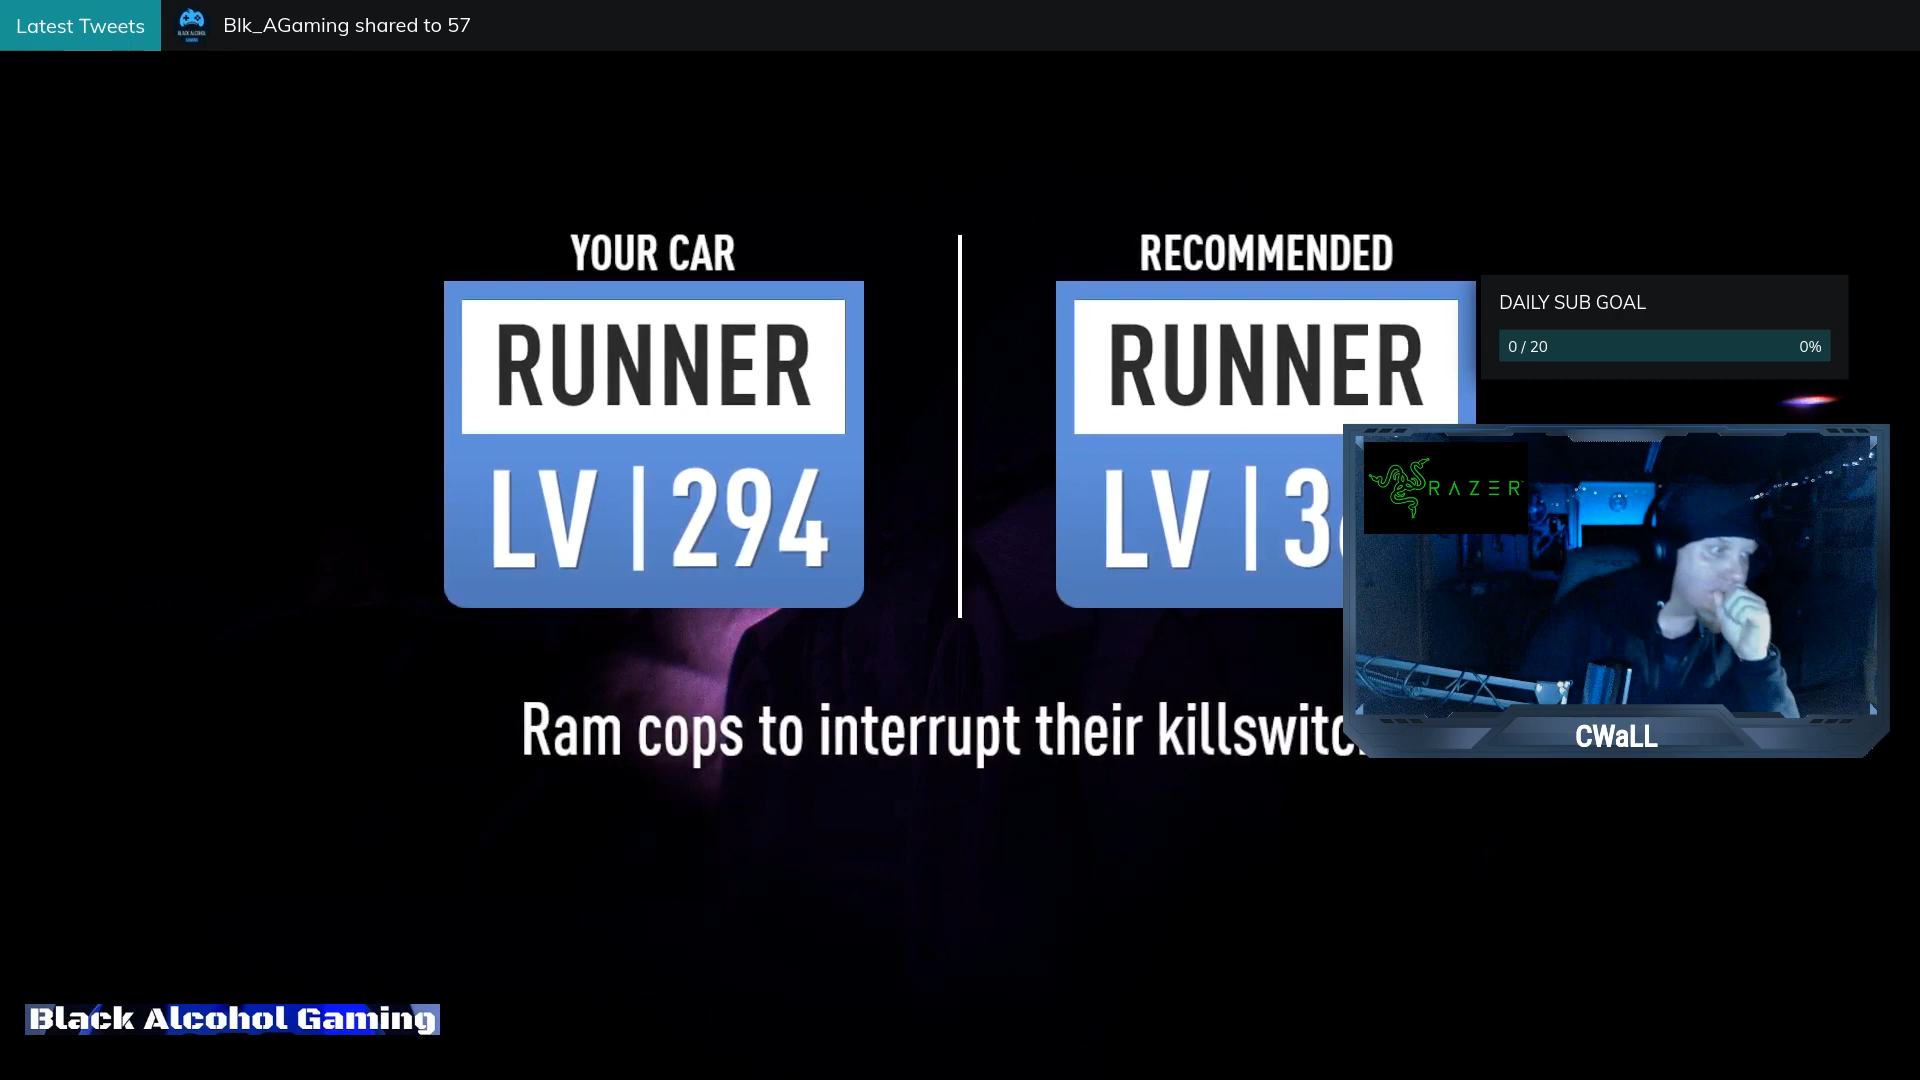 Latest Tweets
Blk_AGaming shared to 57
YOUR CAR
RUNNER
LV | 294
RECOMMENDED
RUNNER
LV |
DAILY SUB GOAL
0 / 20 0%
RAZER
Ram cops to interrupt their
CWaLL
Black Alcohol Gaming